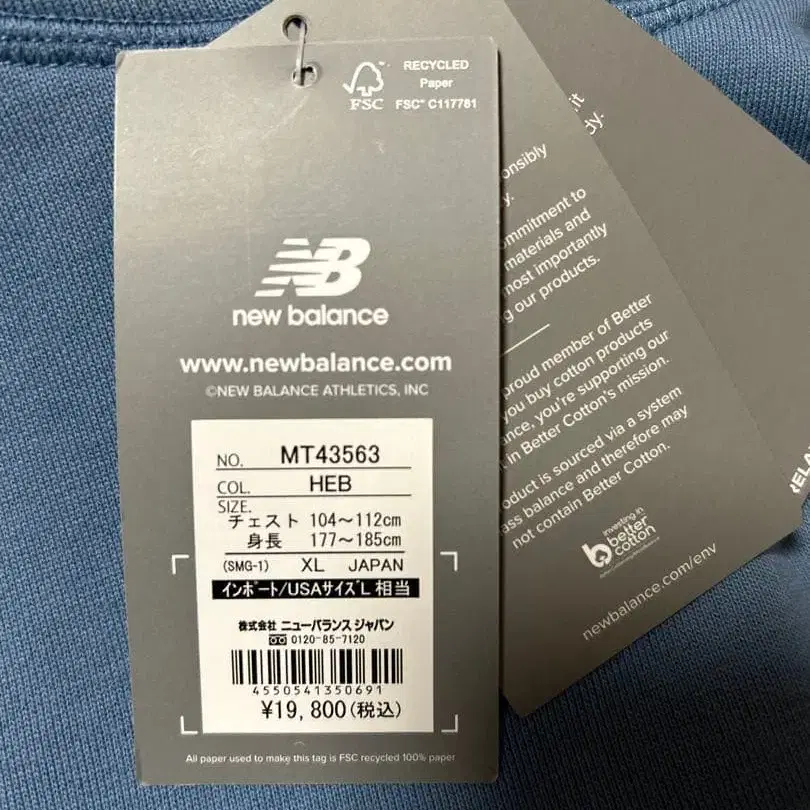 FSC
RECYCLED
Paper
FSC® C117781
NB
new balance
www.newbalance.com
©NEW BALANCE ATHLETICS, INC
NO. MT43563
COL. HEB
SIZE.
チェスト 104～112cm
身長 177～185cm
(SMG-1) XL JAPAN
インポート/USAサイズL 相当
株式会社 ニューバランス ジャパン
0120-85-7120
4550541350691
¥19,800(税込)
All paper used to make this tag is FSC recycled 100% paper
commitment to
materials and
most importantly
our products.
proud member of Better
you buy cotton products
you're supporting our
in Better Cotton's mission.
product is sourced via a system
mass balance and therefore may
not contain Better Cotton.
investing in
better
cotton
newbalance.com/env